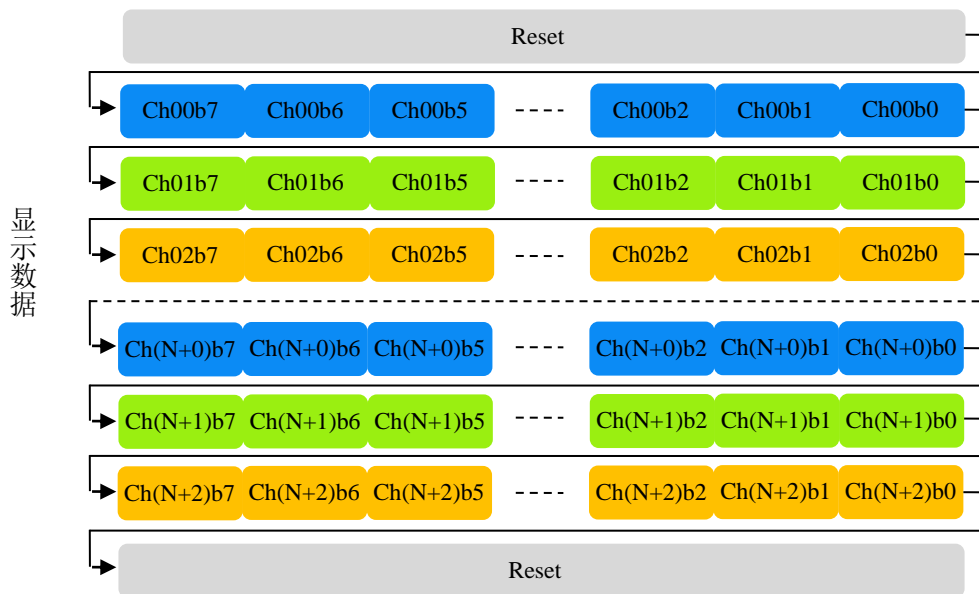 Reset
Ch00b7 Ch00b6 Ch00b5 Ch00b2 Ch00b1 Ch00b0
Ch01b7 Ch01b6 Ch01b5 Ch01b2 Ch01b1 Ch01b0
Ch02b7 Ch02b6 Ch02b5 Ch02b2 Ch02b1 Ch02b0
显示数据
Ch(N+0)b7 Ch(N+0)b6 Ch(N+0)b5 Ch(N+0)b2 Ch(N+0)b1 Ch(N+0)b0
Ch(N+1)b7 Ch(N+1)b6 Ch(N+1)b5 Ch(N+1)b2 Ch(N+1)b1 Ch(N+1)b0
Ch(N+2)b7 Ch(N+2)b6 Ch(N+2)b5 Ch(N+2)b2 Ch(N+2)b1 Ch(N+2)b0
Reset